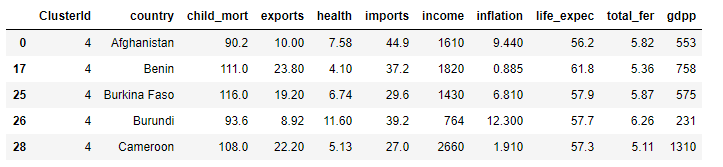 ClusterId country child_mort exports health imports income inflation life_expec total_fer gdpp
0 4 Afghanistan 90.2 10.00 7.58 44.9 1610 9.440 56.2 5.82 553
17 4 Benin 111.0 23.80 4.10 37.2 1820 0.885 61.8 5.36 758
25 4 Burkina Faso 116.0 19.20 6.74 29.6 1430 6.810 57.9 5.87 575
26 4 Burundi 93.6 8.92 11.60 39.2 764 12.300 57.7 6.26 231
28 4 Cameroon 108.0 22.20 5.13 27.0 2660 1.910 57.3 5.11 1310